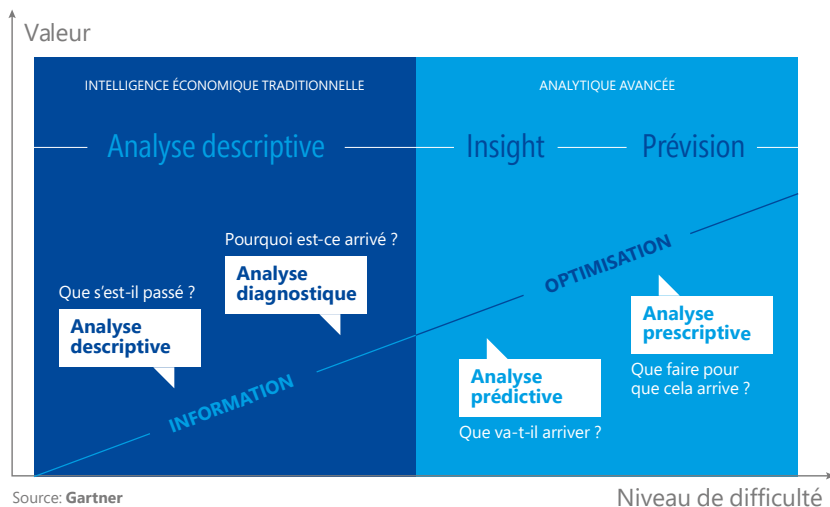 Valeur
INTELLIGENCE ÉCONOMIQUE TRADITIONNELLE
ANALYTIQUE AVANCÉE
Analyse descriptive
Insight
Prévision
Pourquoi est-ce arrivé ?
Analyse
diagnostique
Que s’est-il passé ?
Analyse
descriptive
INFORMATION
OPTIMISATION
Analyse
prédictive
Que va-t-il arriver ?
Analyse
prescriptive
Que faire pour
que cela arrive ?
Source: Gartner
Niveau de difficulté